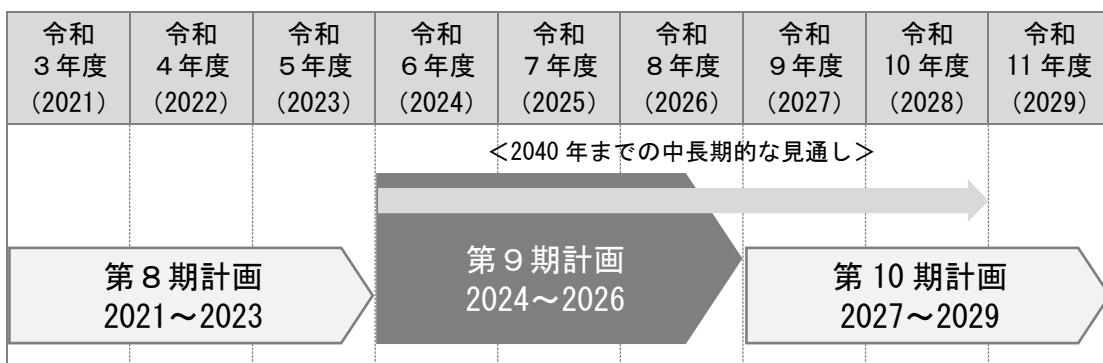 令和
３年度
（2021）
令和
４年度
（2022）
令和
５年度
（2023）
令和
６年度
（2024）
令和
７年度
（2025）
令和
８年度
（2026）
令和
９年度
（2027）
令和
10年度
（2028）
令和
11年度
（2029）
＜2040年までの中長期的な見通し＞
第８期計画
2021～2023
第９期計画
2024～2026
第10期計画
2027～2029